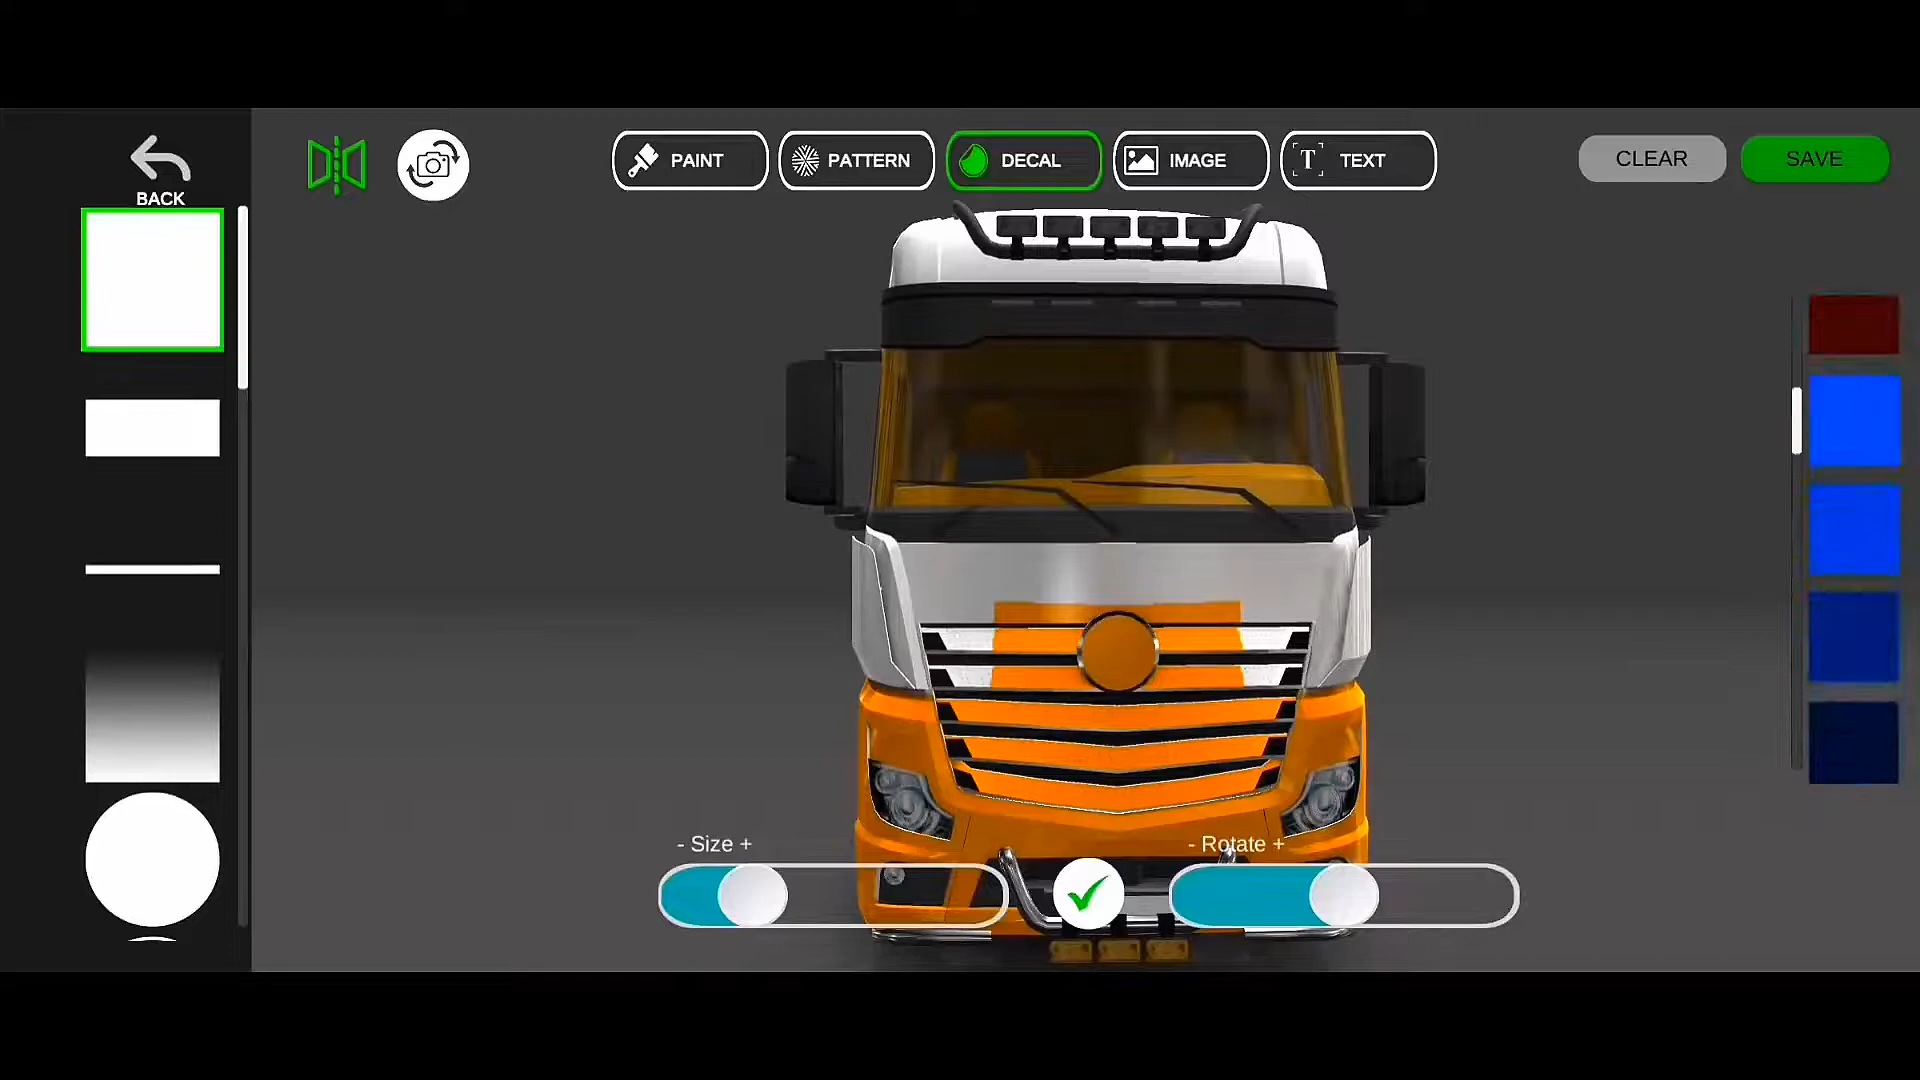 BACK
PAINT
PATTERN
DECAL
IMAGE
T TEXT
CLEAR
SAVE
- Size +
- Rotate +